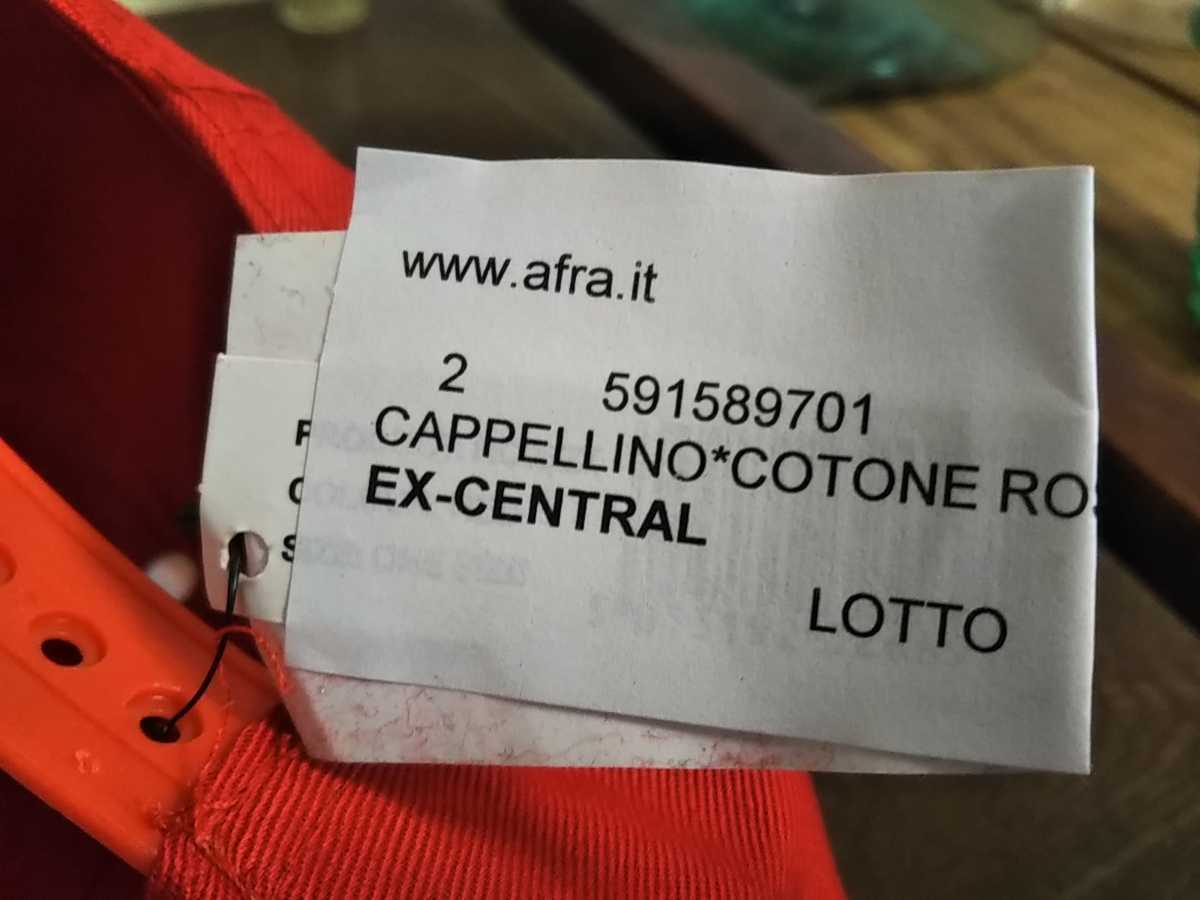 www.afra.it
2 591589701
CAPPELLINO*COTONE RO
EX-CENTRAL
LOTTO